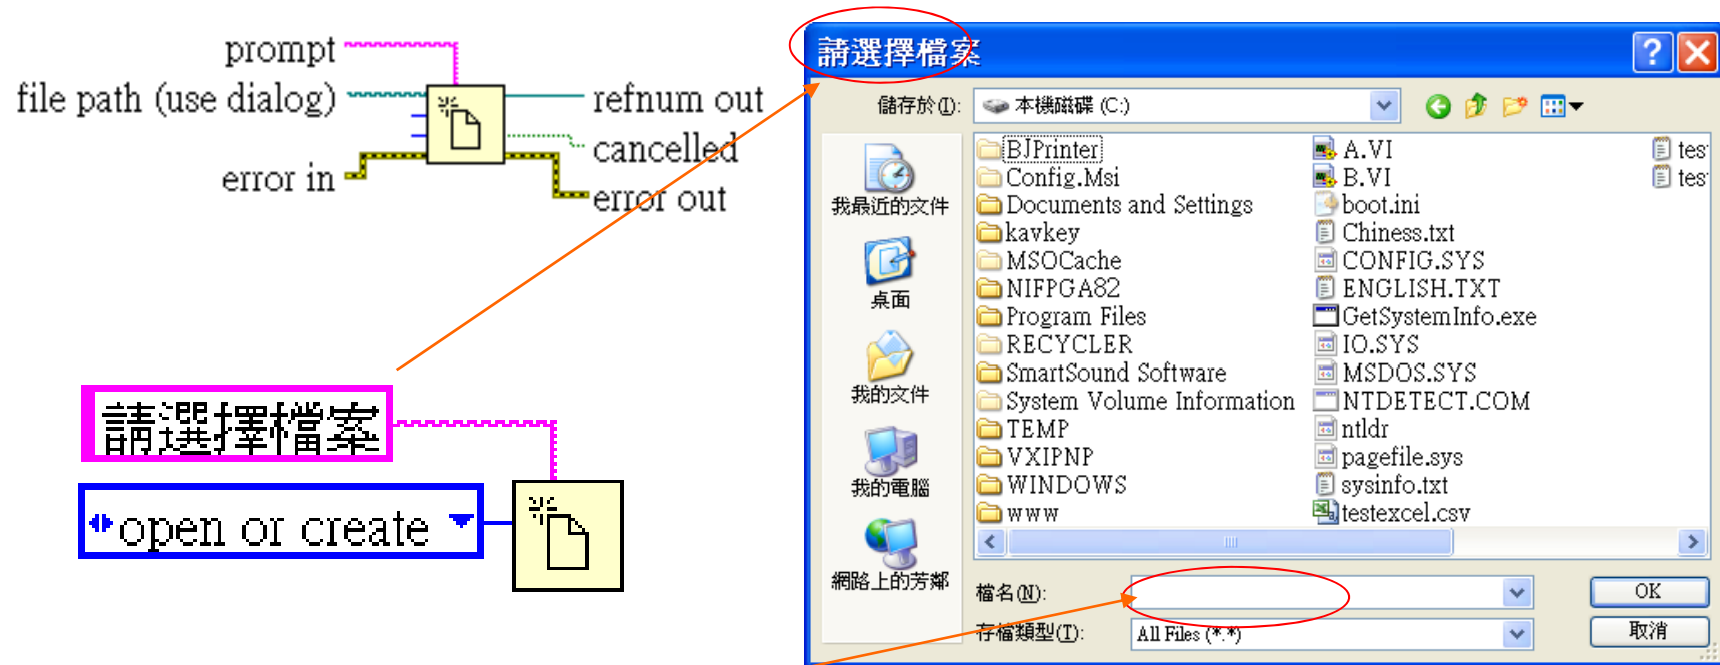 prompt
file path (use dialog)
error in
refnum out
cancelled
error out
請選擇檔案
open or create
請選擇檔案
儲存於(I):
本機磁碟 (C:)
我最近的文件
桌面
我的文件
我的電腦
網路上的芳鄰
BJPrinter
Config.Msi
Documents and Settings
kavkey
MSOCache
NIFPGA82
Program Files
RECYCLER
SmartSound Software
System Volume Information
TEMP
VXIPNP
WINDOWS
www
A.VI
B.VI
boot.ini
Chiness.txt
CONFIG.SYS
ENGLISH.TXT
GetSystemInfo.exe
IO.SYS
MSDOS.SYS
NTDETECT.COM
ntldr
pagefile.sys
sysinfo.txt
testexcel.csv
tes
tes
檔名(N):
OK
存檔類型(T):
All Files (*.*)
取消